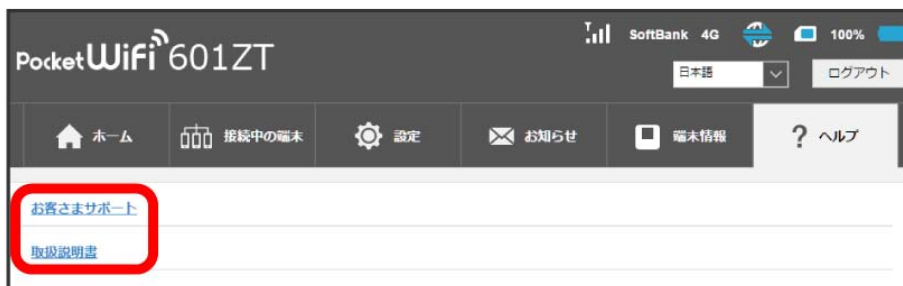 SoftBank 4G 100%
Pocket WiFi 601ZT
日本語 ログアウト
ホーム 接続中の端末 設定 お知らせ 端末情報 ? ヘルプ
お客さまサポート
取扱説明書